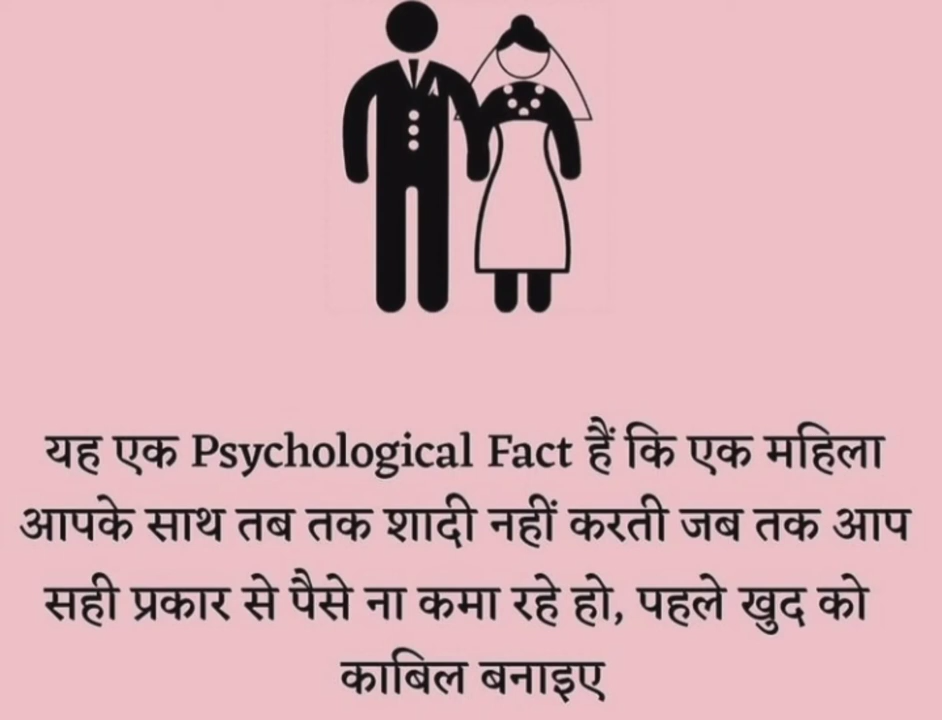 यह एक Psychological Fact हैं कि एक महिला
आपके साथ तब तक शादी नहीं करती जब तक आप
सही प्रकार से पैसे ना कमा रहे हो, पहले खुद को
काबिल बनाइए